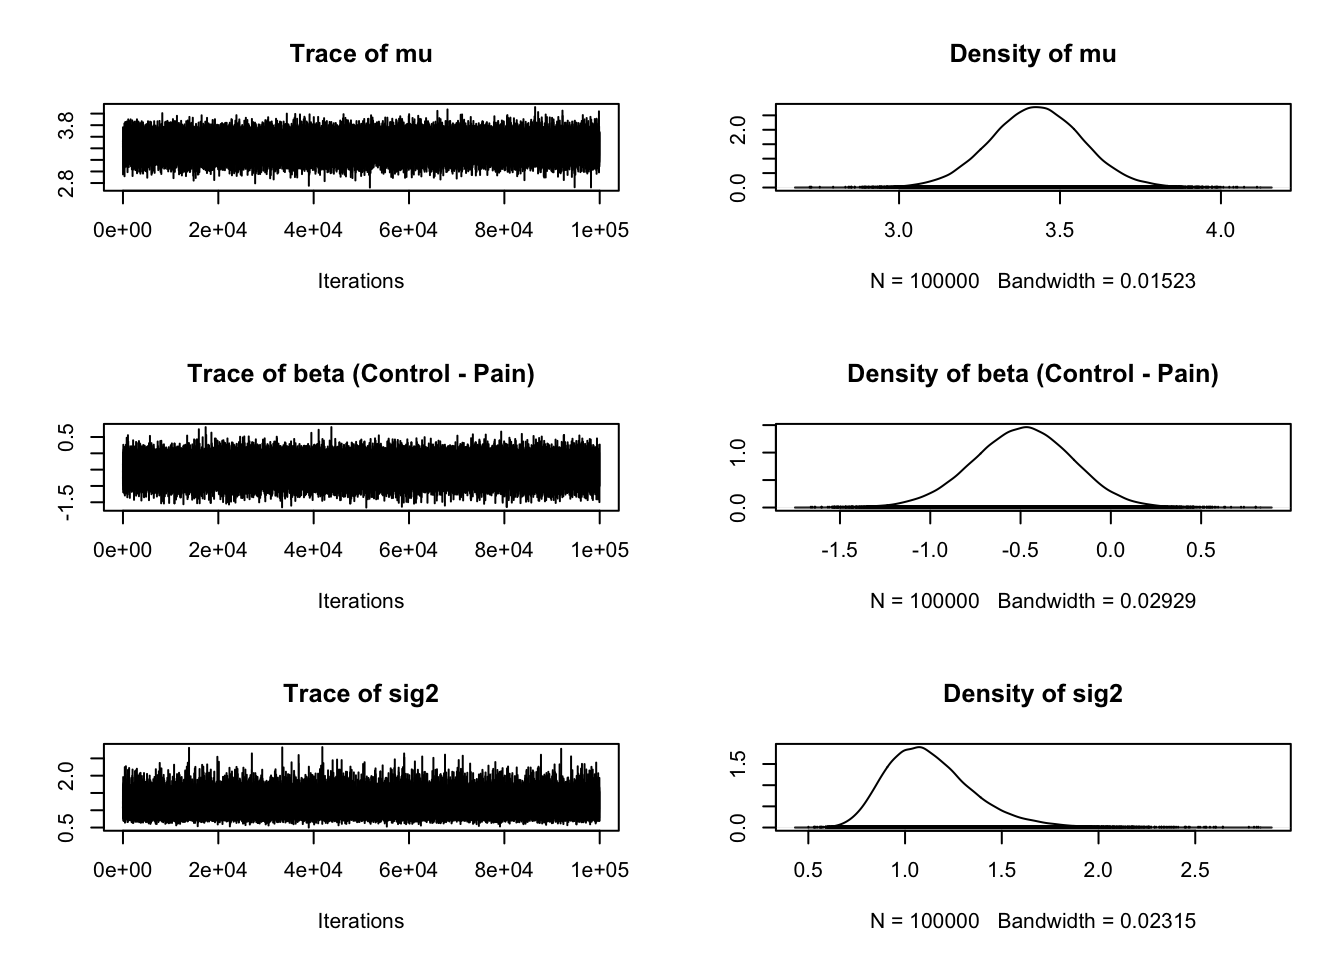 Trace of mu
2.8 3.8
0e+00 2e+04 4e+04 6e+04 8e+04 1e+05
Iterations
Density of mu
0.0 2.0
3.0 3.5 4.0
N = 100000 Bandwidth = 0.01523
Trace of beta (Control - Pain)
-1.5 0.5
0e+00 2e+04 4e+04 6e+04 8e+04 1e+05
Iterations
Density of beta (Control - Pain)
0.0 1.0
-1.5 -1.0 -0.5 0.0 0.5
N = 100000 Bandwidth = 0.02929
Trace of sig2
0.5 2.0
0e+00 2e+04 4e+04 6e+04 8e+04 1e+05
Iterations
Density of sig2
0.0 1.5
0.5 1.0 1.5 2.0 2.5
N = 100000 Bandwidth = 0.02315